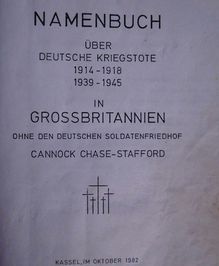 NAMENBUCH
ÜBER
DEUTSCHE KRIEGSTOTE
1914-1918
1939-1945
IN
GROSSBRITANNIEN
OHNE DEN DEUTSCHEN SOLDATENFRIEDHOF
CANNOCK CHASE-STAFFORD
KASSEL, IM OKTOBER 1982